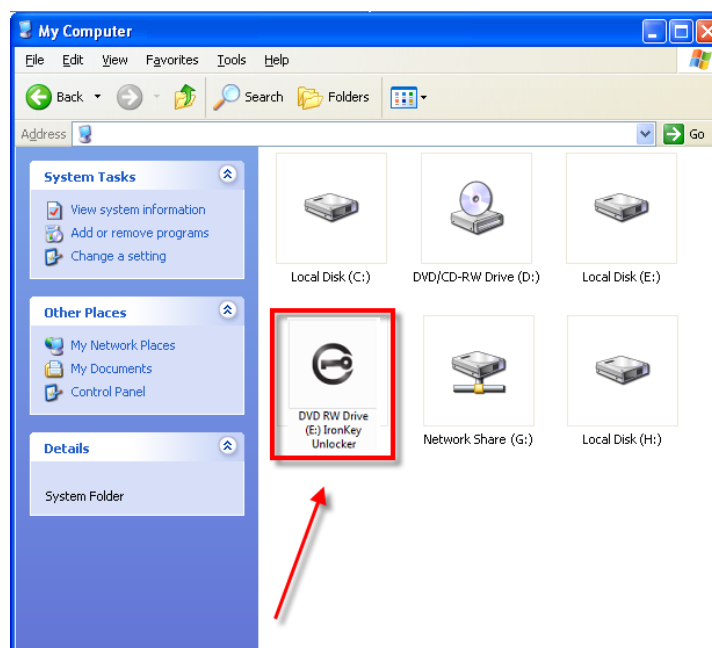 My Computer
File Edit View Favorites Tools Help
Back Search Folders
Address Go
System Tasks
View system information
Add or remove programs
Change a setting
Other Places
My Network Places
My Documents
Control Panel
Details
System Folder
Local Disk (C:) DVD/CD-RW Drive (D:) Local Disk (E:)
DVD RW Drive
(E:) IronKey
Unlocker
Network Share (G:) Local Disk (H:)